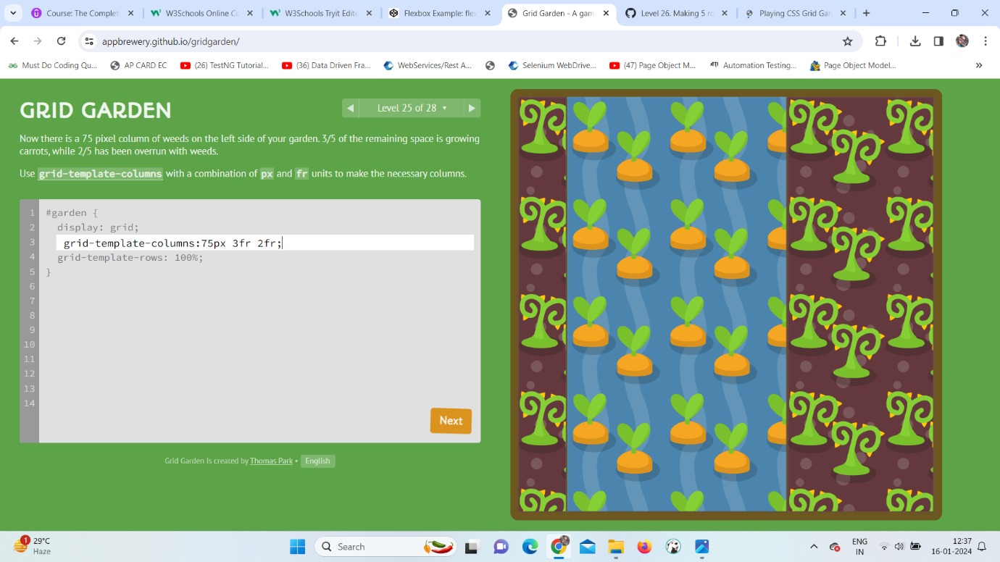 Course: The Complet
W3Schools Online Co
W3Schools Tryit Edito
Flexbox Example: flex
Grid Garden - A gam
Level 26. Making 5 ro
Playing CSS Grid Gar
appbrewery.github.io/gridgarden/
Must Do Coding Qu...
AP CARD EC
(26) TestNG Tutorial...
(36) Data Driven Fra...
WebServices/Rest A...
Selenium WebDrive...
(47) Page Object M...
Automation Testing...
Page Object Model...
GRID GARDEN
Level 25 of 28
Now there is a 75 pixel column of weeds on the left side of your garden. 3/5 of the remaining space is growing
carrots, while 2/5 has been overrun with weeds.
Use grid-template-columns with a combination of px and fr units to make the necessary columns.
1 #garden {
2 display: grid;
3 grid-template-columns:75px 3fr 2fr;
4 grid-template-rows: 100%;
5 }
6
7
8
9
10
11
12
13
14
Next
Grid Garden is created by Thomas Park • English
1
29°C
Haze
Search
ENG
IN
12:37
16-01-2024